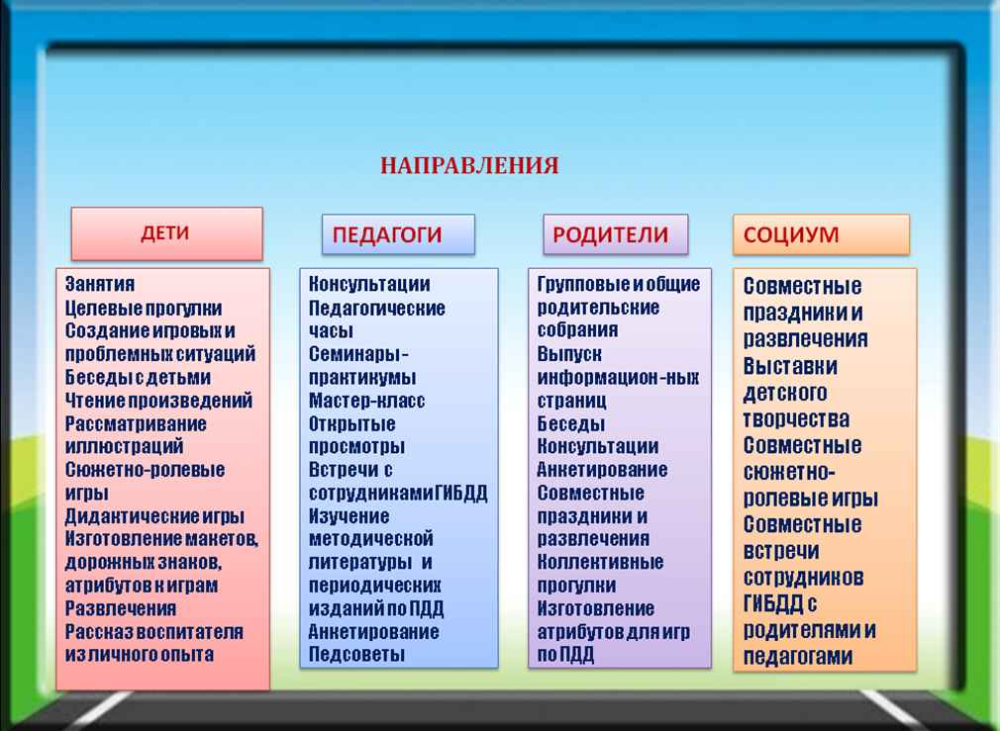 НАПРАВЛЕНИЯ
ДЕТИ
Занятия
Целевые прогулки
Создание игровых и
проблемных ситуаций
Беседы с детьми
Чтение произведений
Рассматривание
иллюстраций
Сюжетно-ролевые
игры
Дидактические игры
Изготовление макетов,
дорожных знаков,
атрибутов к играм
Развлечения
Рассказ воспитателя
из личного опыта
ПЕДАГОГИ
Консультации
Педагогические
часы
Семинары -
практикумы
Мастер-класс
Открытые
просмотры
Встречи с
сотрудниками ГИБДД
Изучение
методической
литературы и
периодических
изданий по ПДД
Анкетирование
Педсоветы
РОДИТЕЛИ
Групповые и общие
родительские
собрания
Выпуск
информацион -ных
страниц
Беседы
Консультации
Анкетирование
Совместные
праздники и
развлечения
Коллективные
прогулки
Изготовление
атрибутов для игр
по ПДД
СОЦИУМ
Совместные
праздники и
развлечения
Выставки
детского
творчества
Совместные
сюжетно-
ролевые игры
Совместные
встречи
сотрудников
ГИБДД с
родителями и
педагогами